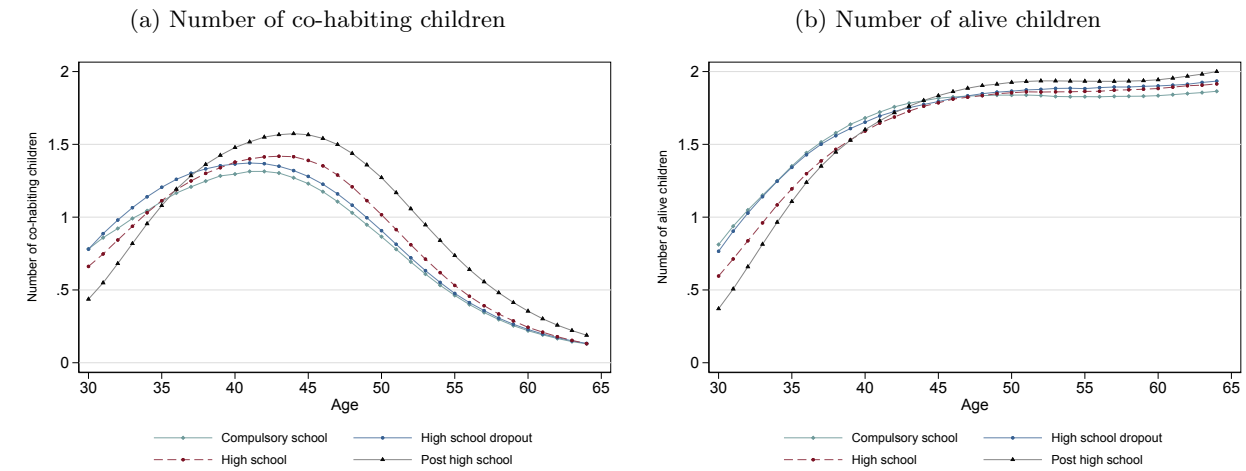 (a) Number of co-habiting children
Number of co-habiting children
2
1.5
1
.5
0
30 35 40 45 50 55 60 65
Age
Compulsory school High school dropout
High school Post high school
(b) Number of alive children
Number of alive children
2
1.5
1
.5
0
30 35 40 45 50 55 60 65
Age
Compulsory school High school dropout
High school Post high school